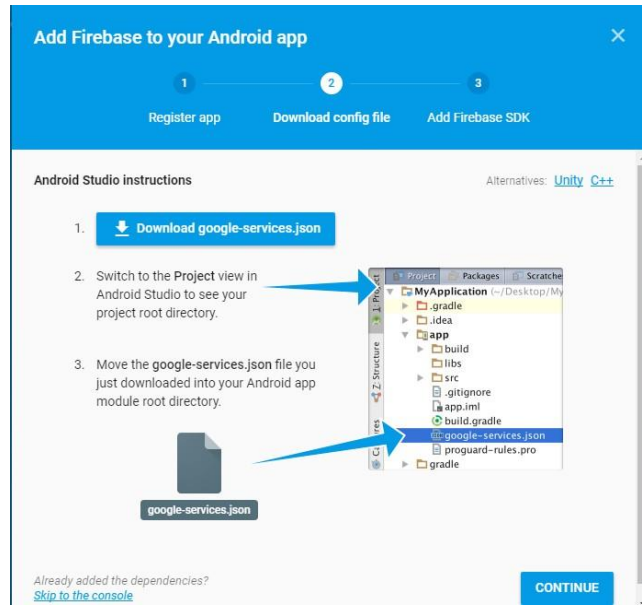 Add Firebase to your Android app
1
2
3
Register app
Download config file
Add Firebase SDK
Android Studio instructions
Alternatives: Unity C++
1. Download google-services.json
2. Switch to the Project view in
Android Studio to see your
project root directory.
3. Move the google-services.json file you
just downloaded into your Android app
module root directory.
google-services.json
Project Packages Scratche
1: Project
Z: Structure
MyApplication (~/Desktop/My
.gradle
.idea
app
build
libs
src
.gitignore
app.iml
build.gradle
google-services.json
proguard-rules.pro
gradle
Already added the dependencies?
Skip to the console
CONTINUE